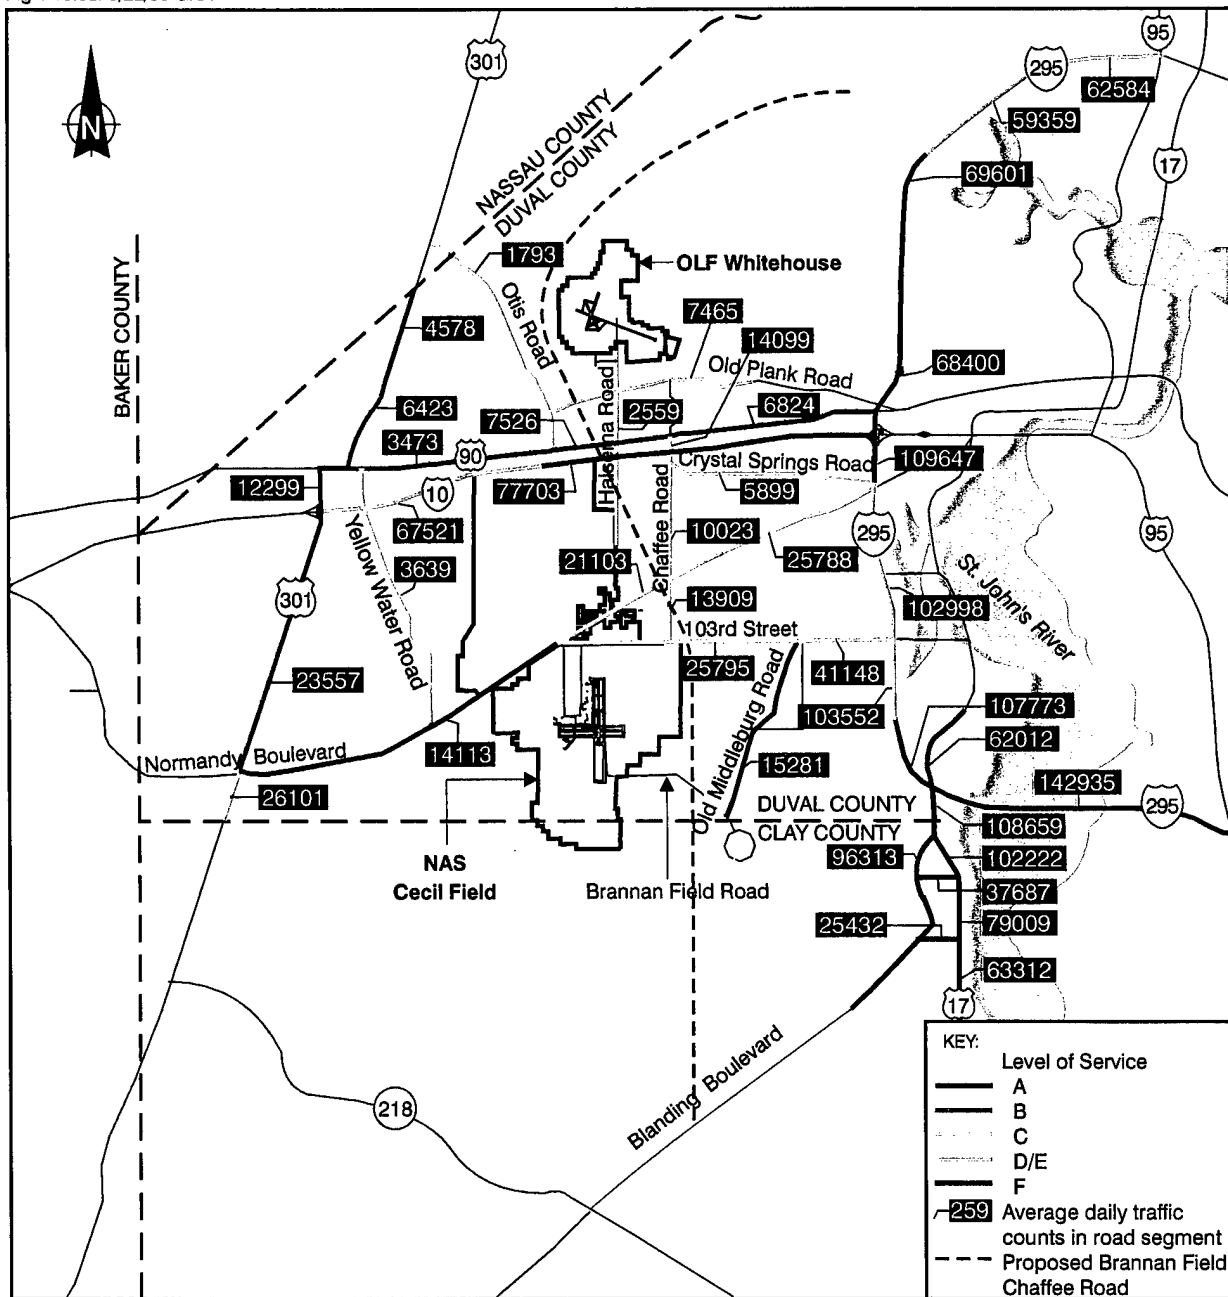 95
301
295
62584
59359
N
NASSAU COUNTY
DUVAL COUNTY
17
69601
1793
OLF Whitehouse
BAKER COUNTY
Otis Road
4578
7465
14099
Old Plank Road
68400
6423
7526
Halsema Road
2559
6824
3473
90
Crystal Springs Road
109647
12299
10
77703
5899
67521
Chaffee Road
10023
295
95
Yellow Water Road
3639
21103
25788
St. John's River
301
13909
102998
103rd Street
25795
41148
23557
Old Middleburg Road
103552
107773
Normandy Boulevard
14113
62012
15281
142935
26101
DUVAL COUNTY
295
CLAY COUNTY
108659
NAS
Cecil Field
96313
102222
Brannan Field Road
37687
25432
79009
63312
17
Blanding Boulevard
218
KEY:
Level of Service
A
B
C
D/E
F
259 Average daily traffic
counts in road segment
Proposed Brannan Field
Chaffee Road